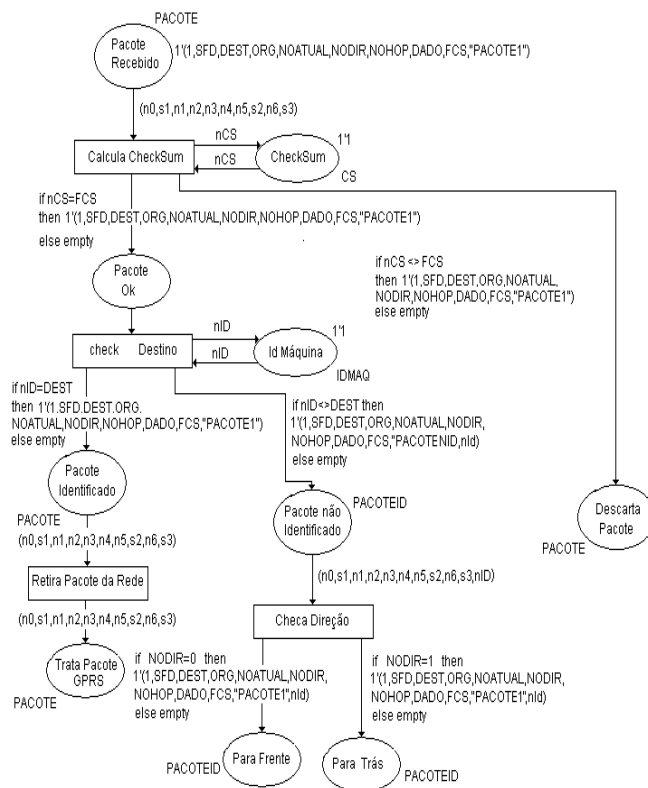 PACOTE
Pacote
Recebido
1'(1,SFD,DEST,ORG,NOATUAL,NODIR,NOHOP,DADO,FCS,"PACOTE1")
(n0,s1,n1,n2,n3,n4,n5,s2,n6,s3)
Calcula CheckSum
nCS
nCS
CheckSum
1'1
CS
if nCS=FCS
then 1'(1,SFD,DEST,ORG,NOATUAL,NODIR,NOHOP,DADO,FCS,"PACOTE1")
else empty
if nCS <> FCS
then 1'(1,SFD,DEST,ORG,NOATUAL,
NODIR,NOHOP,DADO,FCS,"PACOTE1")
else empty
Pacote
Ok
check Destino
nID
nID
Id Máquina
1'1
IDMAQ
if nID=DEST
then 1'(1.SFD.DEST.ORG.
NOATUAL,NODIR,NOHOP,DADO,FCS,"PACOTE1")
else empty
if nID<>DEST then
1'(1,SFD,DEST,ORG,NOATUAL,NODIR,
NOHOP,DADO,FCS,"PACOTENID,nId)
else empty
Pacote
Identificado
PACOTE
Pacote não
Identificado
PACOTEID
Descarta
Pacote
PACOTE
(n0,s1,n1,n2,n3,n4,n5,s2,n6,s3)
(n0,s1,n1,n2,n3,n4,n5,s2,n6,s3,nID)
Retira Pacote da Rede
Checa Direção
(n0,s1,n1,n2,n3,n4,n5,s2,n6,s3)
Trata Pacote
GPRS
PACOTE
if NODIR=0 then
1'(1,SFD,DEST,ORG,NOATUAL,NODIR,
NOHOP,DADO,FCS,"PACOTE1",nId)
else empty
if NODIR=1 then
1'(1,SFD,DEST,ORG,NOATUAL,NODIR,
NOHOP,DADO,FCS,"PACOTE1",nId)
else empty
Para Frente
PACOTEID
Para Trás
PACOTEID